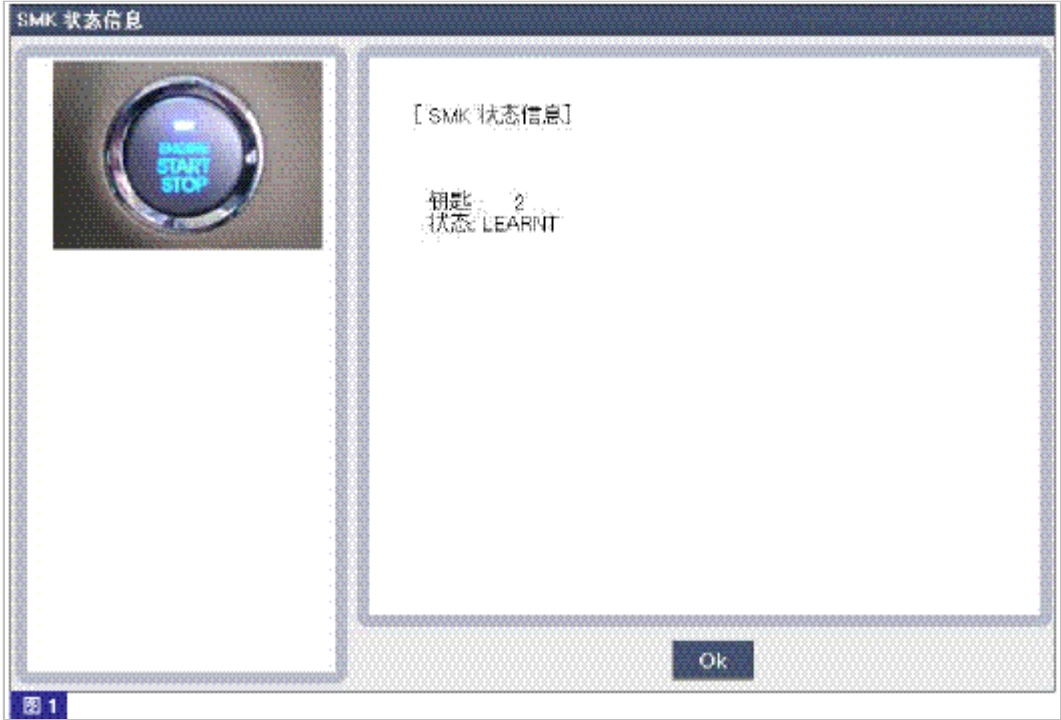 SMK 状态信息
ENGINE
START
STOP
[ SMK 状态信息]
钥匙: 2
状态: LEARNT
Ok
图 1